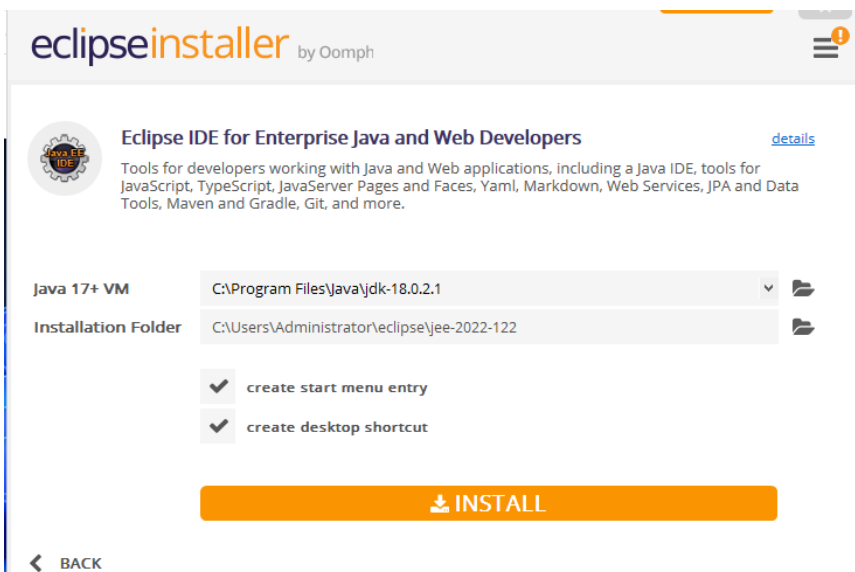 eclipseinstaller by Oomph
!
Java EE
IDE
Eclipse IDE for Enterprise Java and Web Developers
details
Tools for developers working with Java and Web applications, including a Java IDE, tools for
JavaScript, TypeScript, JavaServer Pages and Faces, Yaml, Markdown, Web Services, JPA and Data
Tools, Maven and Gradle, Git, and more.
Java 17+ VM
C:\Program Files\Java\jdk-18.0.2.1
Installation Folder
C:\Users\Administrator\eclipse\jee-2022-122
create start menu entry
create desktop shortcut
INSTALL
BACK